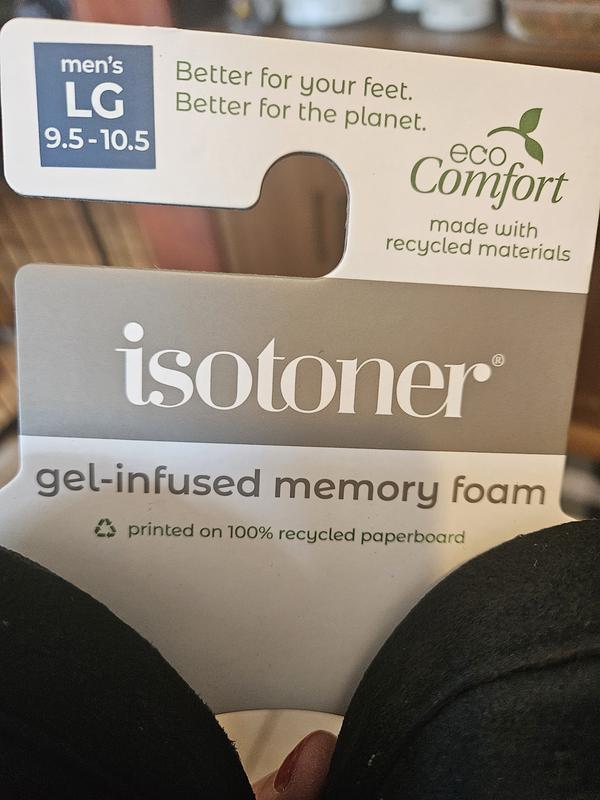 men's
LG
9.5-10.5
Better for your feet.
Better for the planet.
eco
Comfort
made with
recycled materials
isotoner®
gel-infused memory foam
printed on 100% recycled paperboard